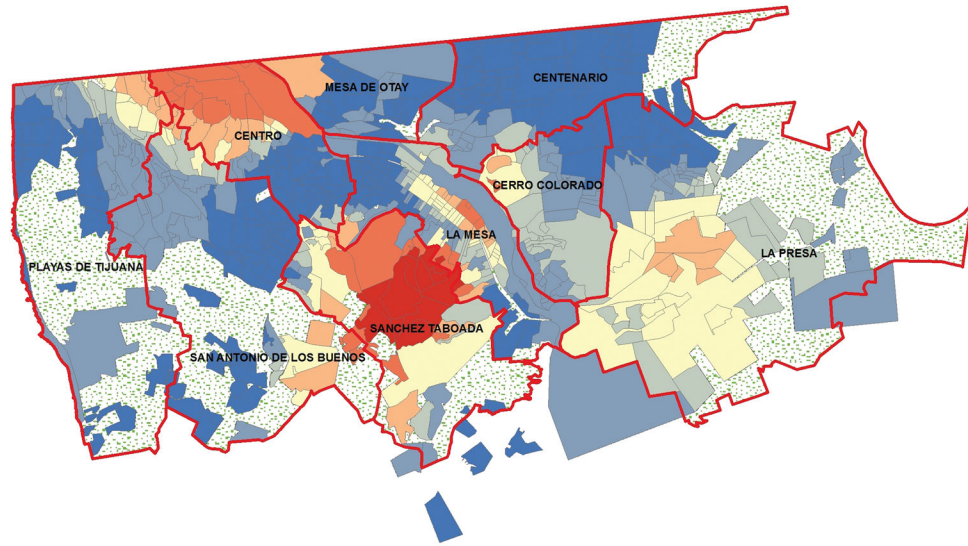 CENTENARIO
MESA DE OTAY
CENTRO
CERRO COLORADO
LA MESA
LA PRESA
PLAYAS DE TIJUANA
SANCHEZ TABOADA
SAN ANTONIO DE LOS BUENOS